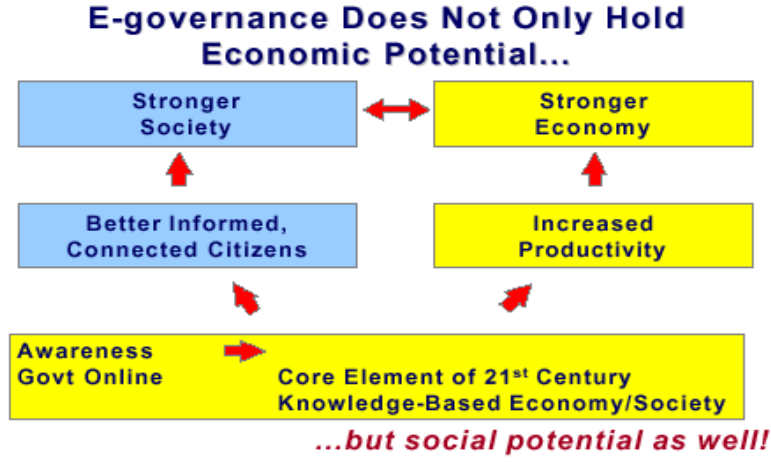 E-governance Does Not Only Hold
Economic Potential...
Stronger
Society
Stronger
Economy
Better Informed,
Connected Citizens
Increased
Productivity
Awareness
Govt Online
Core Element of 21st Century
Knowledge-Based Economy/Society
...but social potential as well!